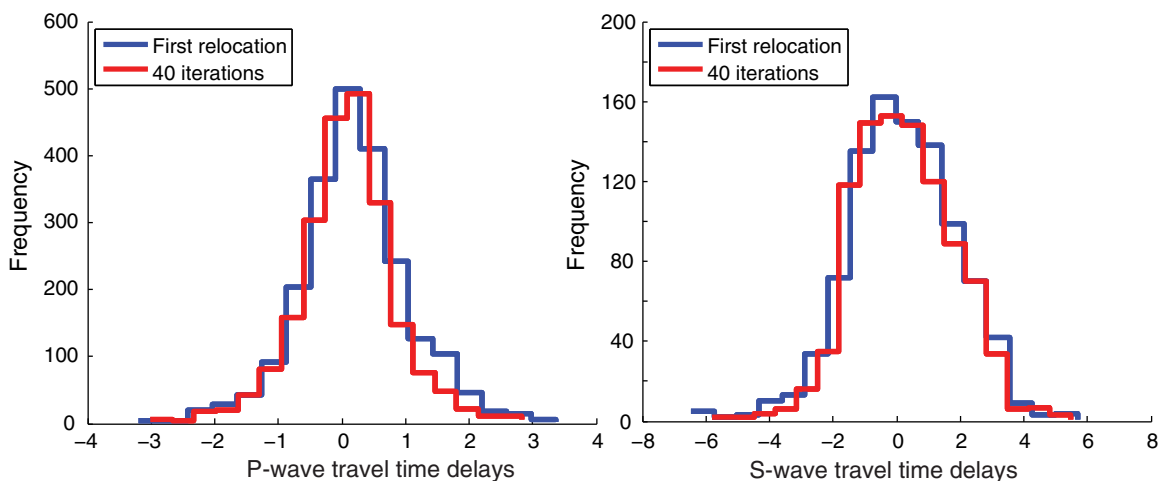 600
500
400
300
200
100
0
Frequency
First relocation
40 iterations
−4 −3 −2 −1 0 1 2 3 4
P-wave travel time delays
200
160
120
80
40
0
Frequency
First relocation
40 iterations
−8 −6 −4 −2 0 2 4 6 8
S-wave travel time delays